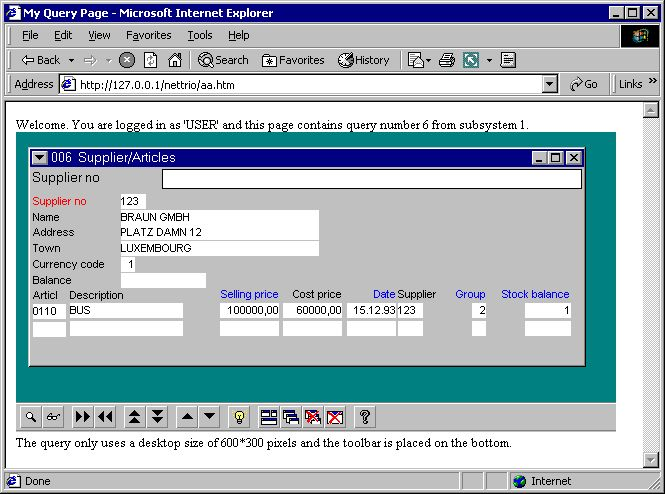 My Query Page - Microsoft Internet Explorer
File Edit View Favorites Tools Help
Back Search Favorites History
Address http://127.0.0.1/nettrio/aa.htm Go Links »
Welcome. You are logged in as 'USER' and this page contains query number 6 from subsystem 1.
006 Supplier/Articles
Supplier no
Supplier no 123
Name BRAUN GMBH
Address PLATZ DAMN 12
Town LUXEMBOURG
Currency code 1
Balance
Articl Description Selling price Cost price Date Supplier Group Stock balance
0110 BUS 100000,00 60000,00 15.12.93 123 2 1
The query only uses a desktop size of 600*300 pixels and the toolbar is placed on the bottom.
Done Internet